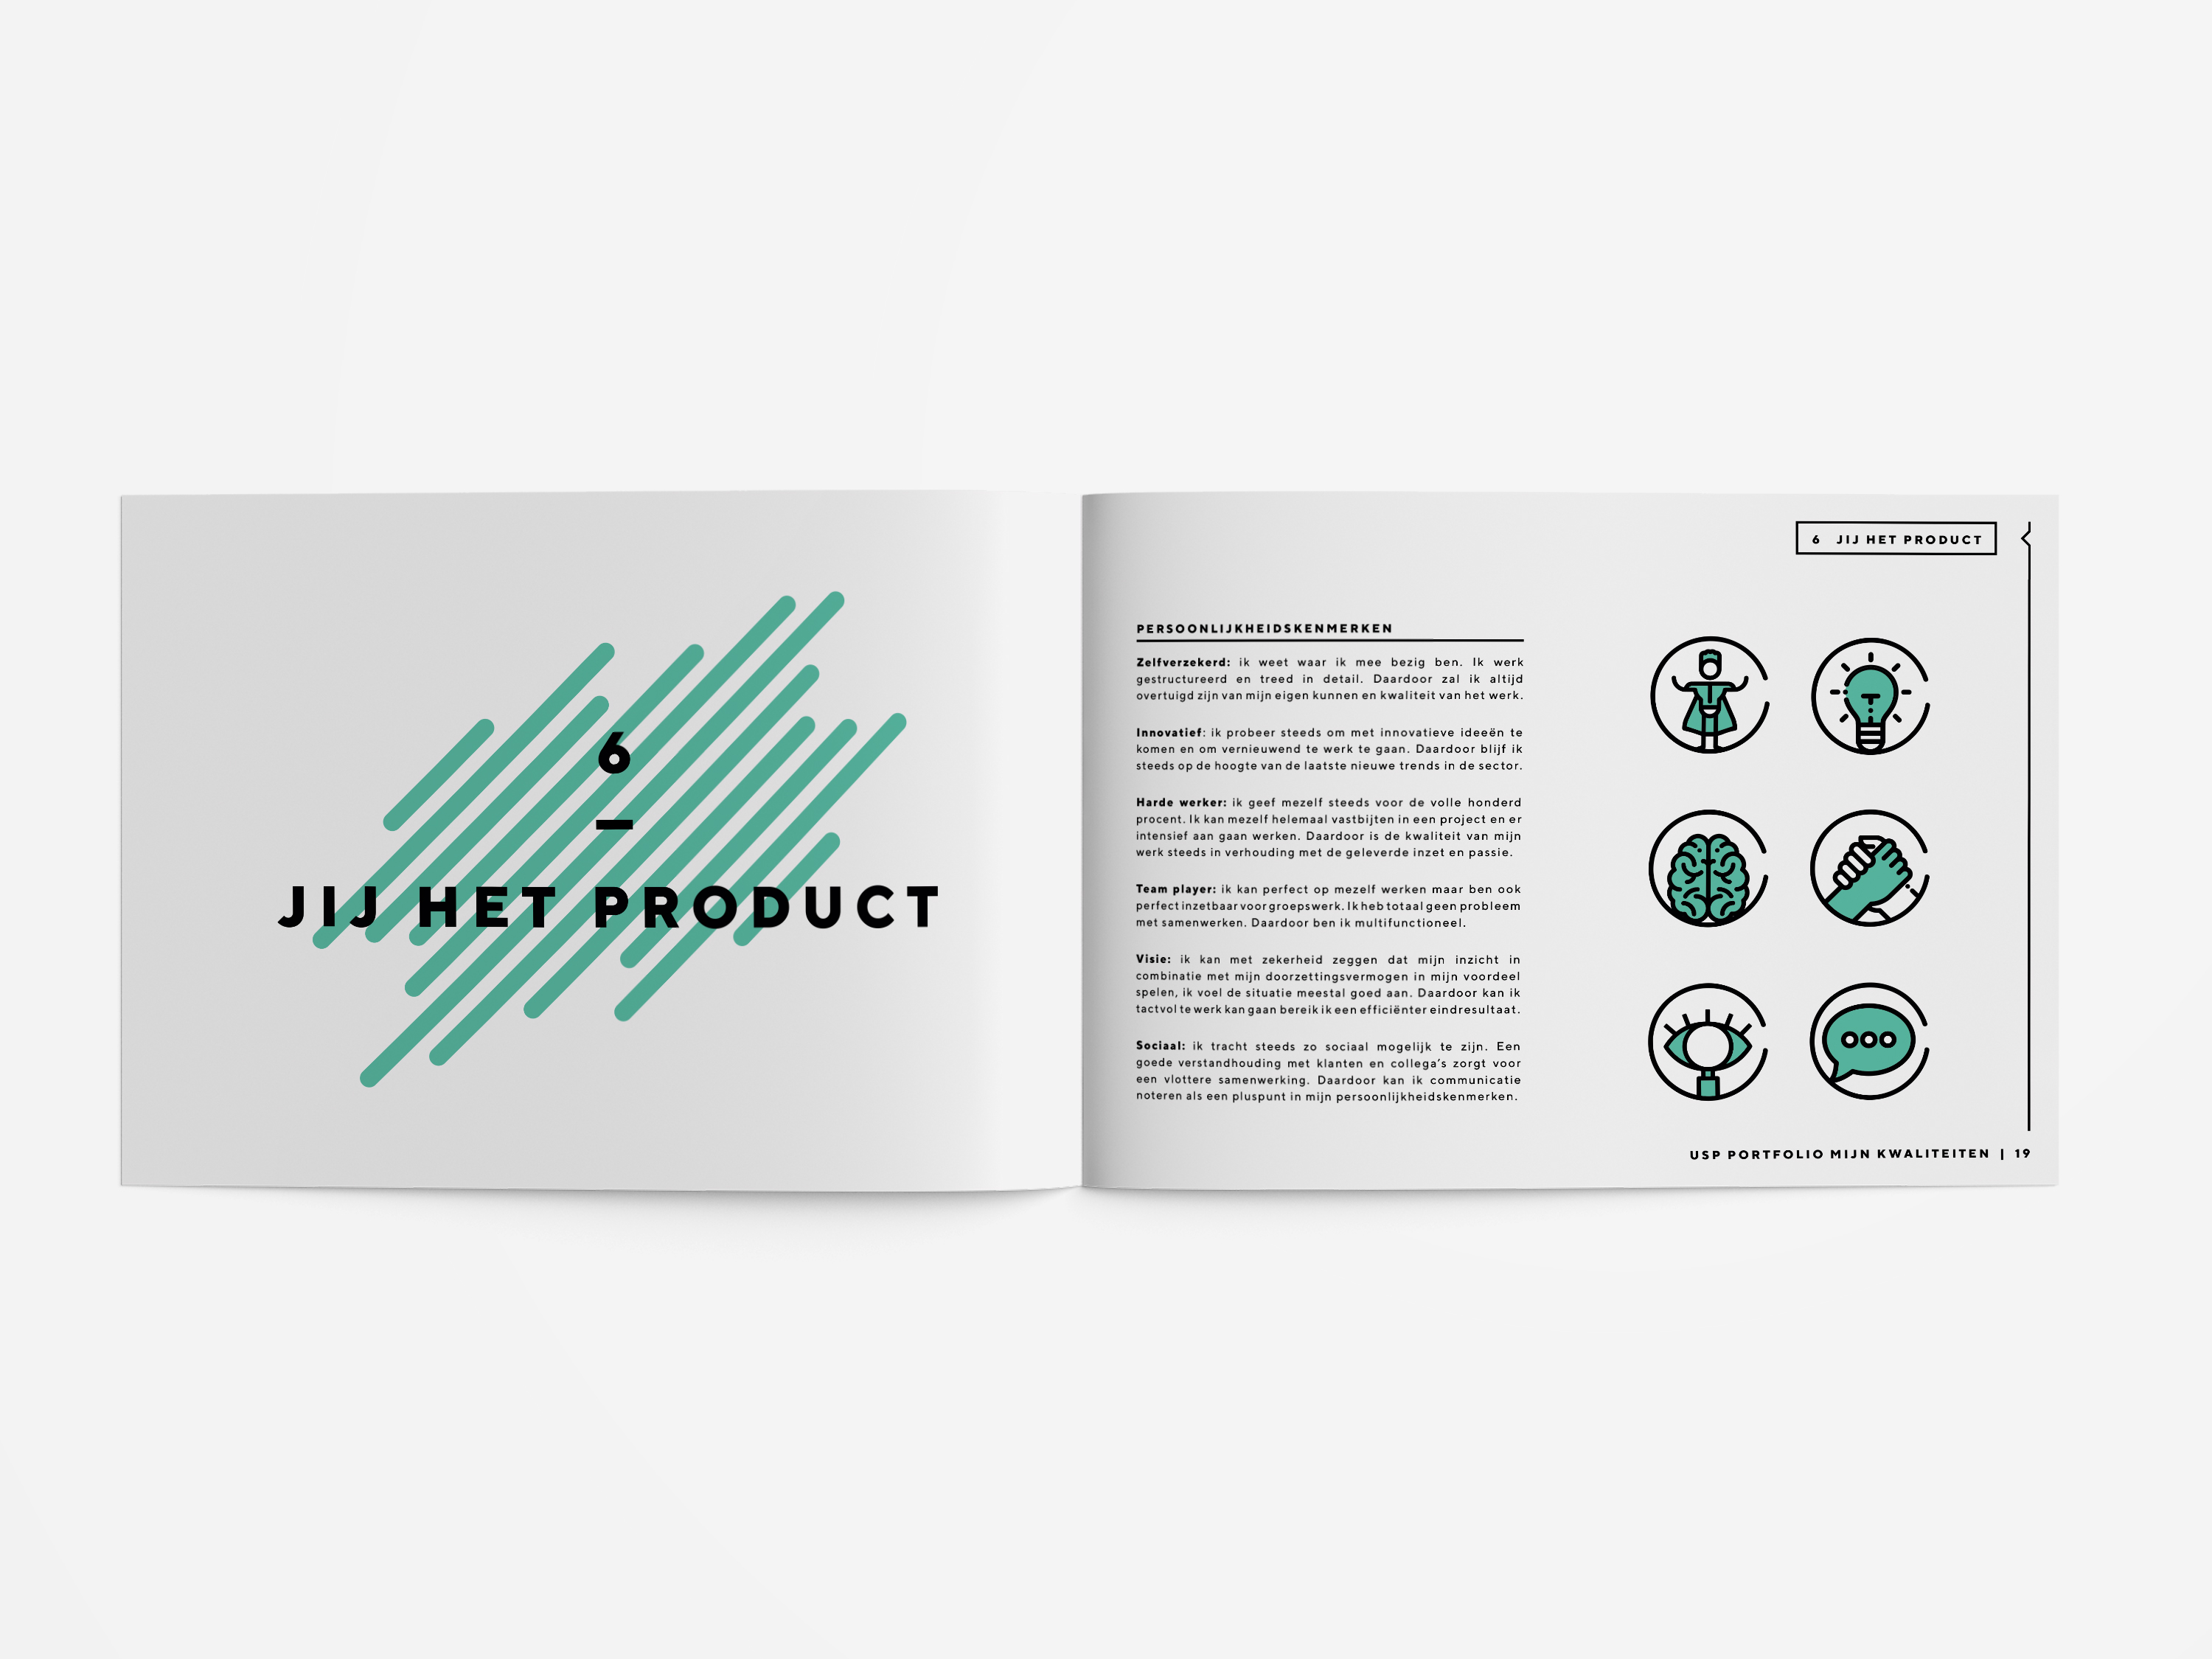 6
–
JIJ HET PRODUCT
6 JIJ HET PRODUCT
PERSOONLIJKHEIDSKENMERKEN
Zelfverzekerd: ik weet waar ik mee bezig ben. Ik werk
gestructureerd en treed in detail. Daardoor zal ik altijd
overtuigd zijn van mijn eigen kunnen en kwaliteit van het werk.
Innovatief: ik probeer steeds om met innovatieve ideeën te
komen en om vernieuwend te werk te gaan. Daardoor blijf ik
steeds op de hoogte van de laatste nieuwe trends in de sector.
Harde werker: ik geef mezelf steeds voor de volle honderd
procent. Ik kan mezelf helemaal vastbijten in een project en er
intensief aan gaan werken. Daardoor is de kwaliteit van mijn
werk steeds in verhouding met de geleverde inzet en passie.
Team player: ik kan perfect op mezelf werken maar ben ook
perfect inzetbaar voor groepswerk. Ik heb totaal geen probleem
met samenwerken. Daardoor ben ik multifunctioneel.
Visie: ik kan met zekerheid zeggen dat mijn inzicht in
combinatie met mijn doorzettingsvermogen in mijn voordeel
spelen, ik voel de situatie meestal goed aan. Daardoor kan ik
tactvol te werk kan gaan bereik ik een efficiënter eindresultaat.
Sociaal: ik tracht steeds zo sociaal mogelijk te zijn. Een
goede verstandhouding met klanten en collega's zorgt voor
een vlottere samenwerking. Daardoor kan ik communicatie
noteren als een pluspunt in mijn persoonlijkheidskenmerken.
USP PORTFOLIO MIJN KWALITEITEN | 19